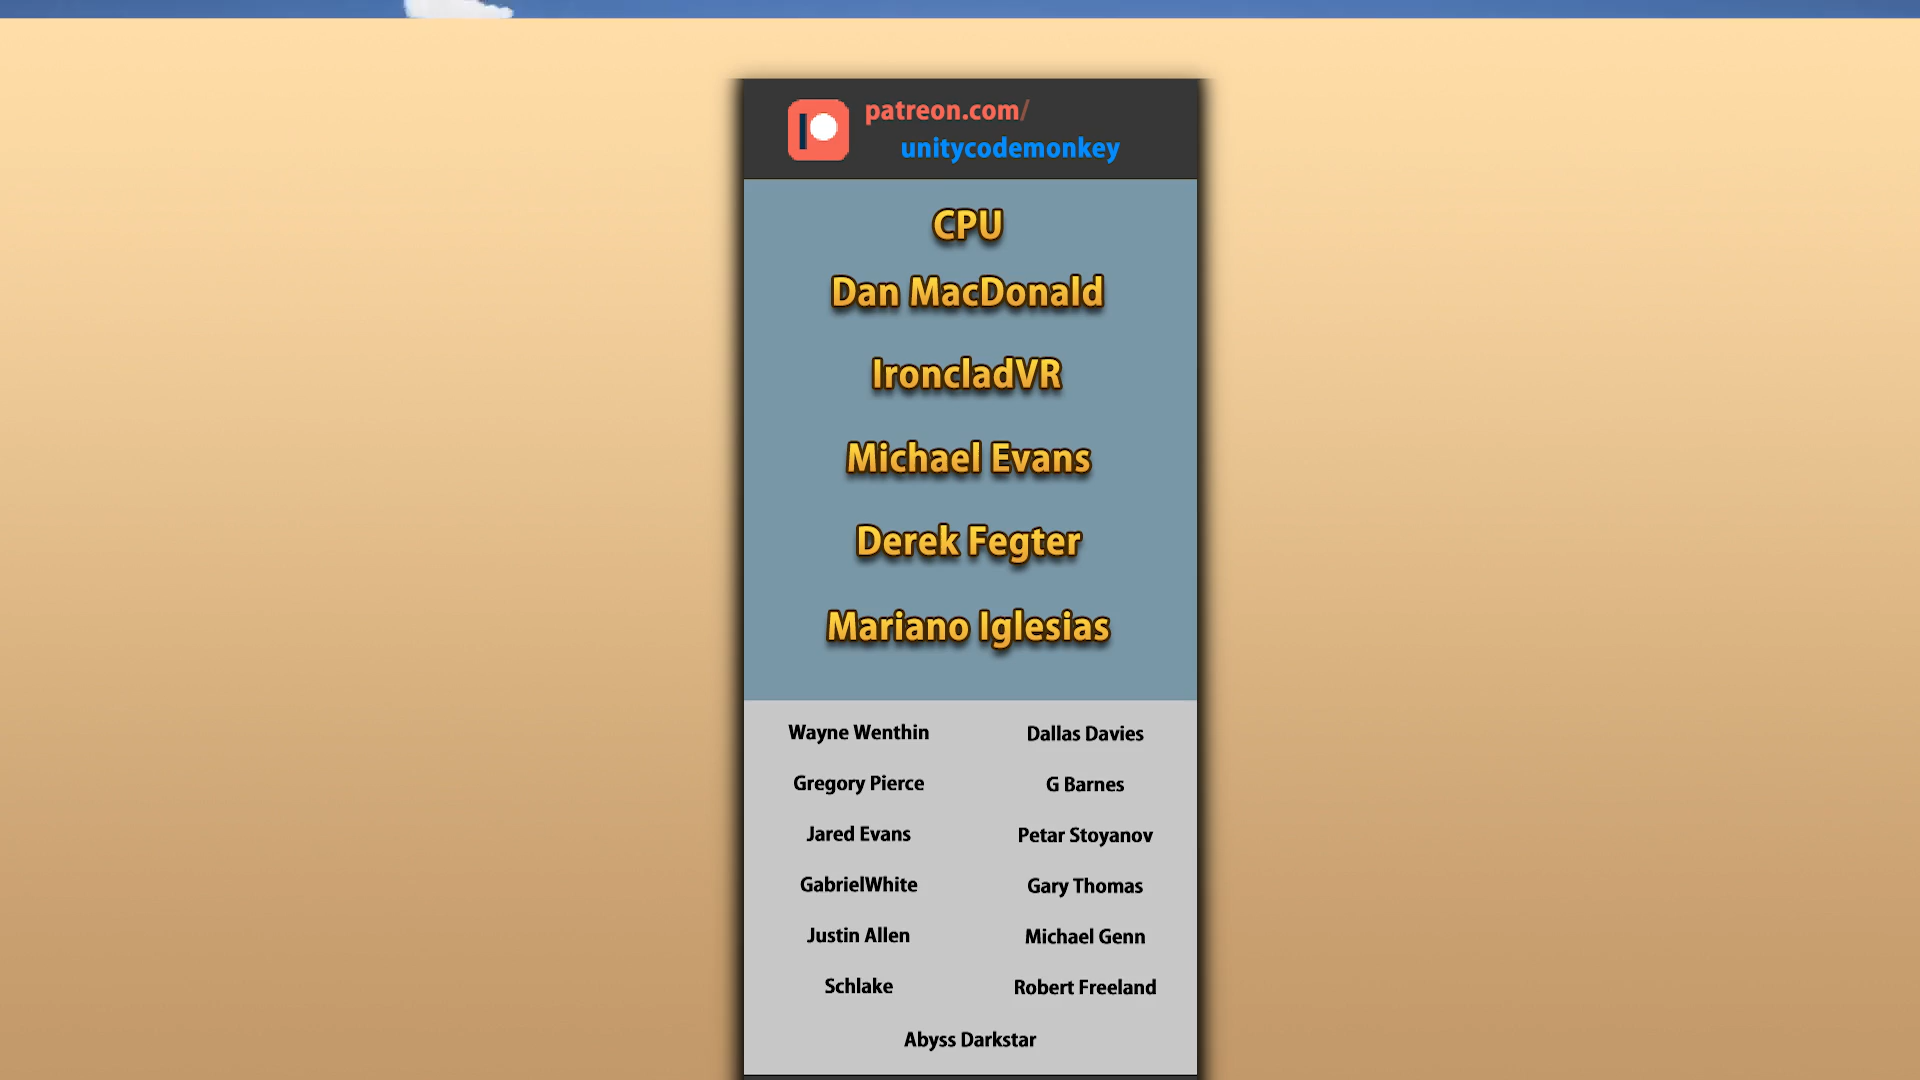 patreon.com/
unitycodemonkey
CPU
Dan MacDonald
IroncladVR
Michael Evans
Derek Fegter
Mariano Iglesias
Wayne Wenthin
Dallas Davies
Gregory Pierce
G Barnes
Jared Evans
Petar Stoyanov
GabrielWhite
Gary Thomas
Justin Allen
Michael Genn
Schlake
Robert Freeland
Abyss Darkstar